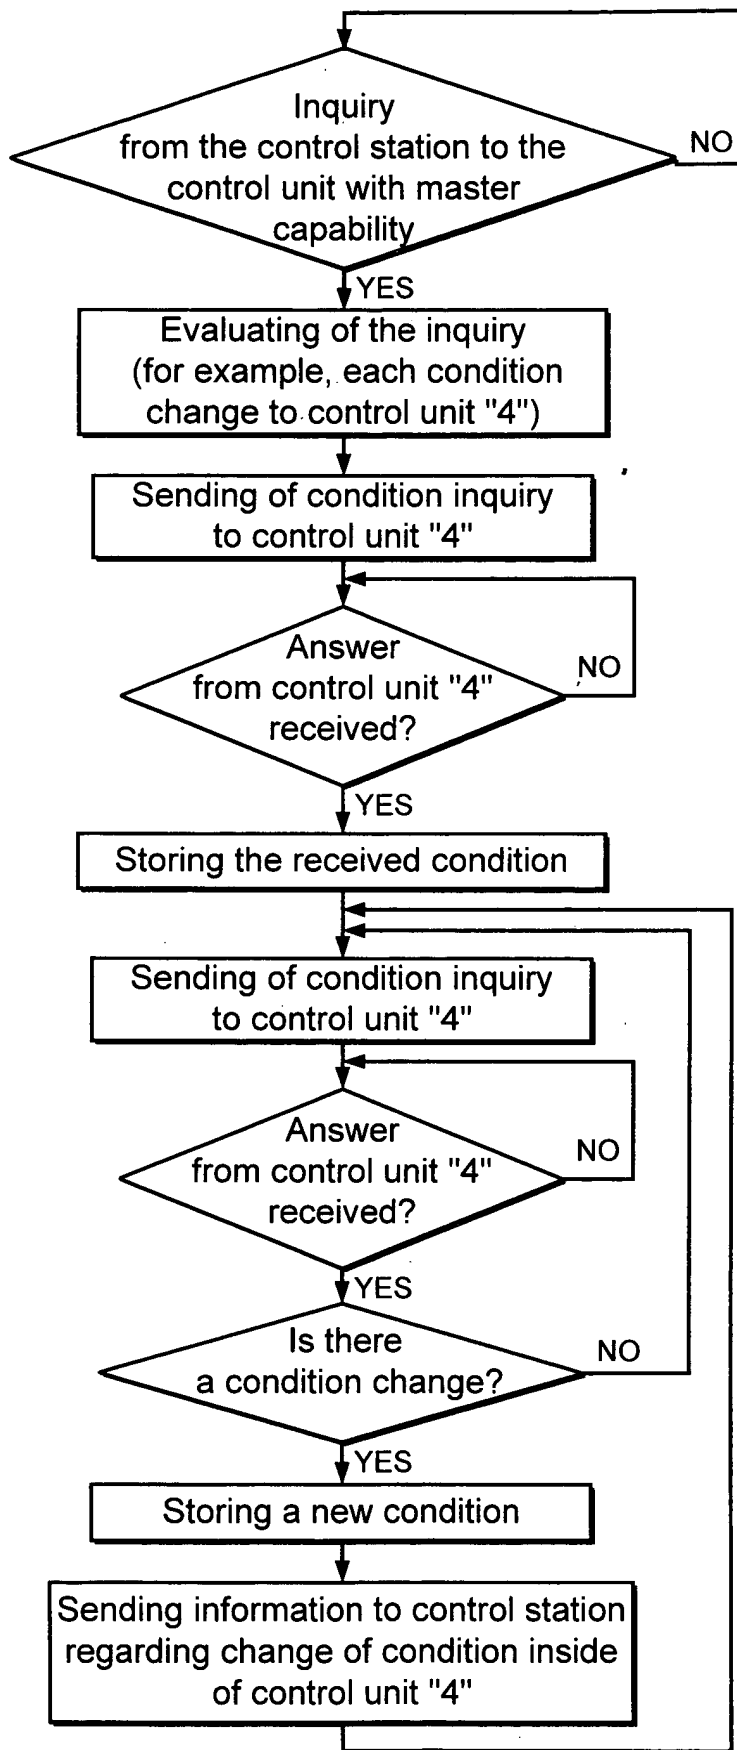 Inquiry
from the control station to the
control unit with master
capability
NO
YES
Evaluating of the inquiry
(for example, each condition
change to control unit "4")
Sending of condition inquiry
to control unit "4"
Answer
from control unit "4"
received?
NO
YES
Storing the received condition
Sending of condition inquiry
to control unit "4"
Answer
from control unit "4"
received?
NO
YES
Is there
a condition change?
NO
YES
Storing a new condition
Sending information to control station
regarding change of condition inside
of control unit "4"